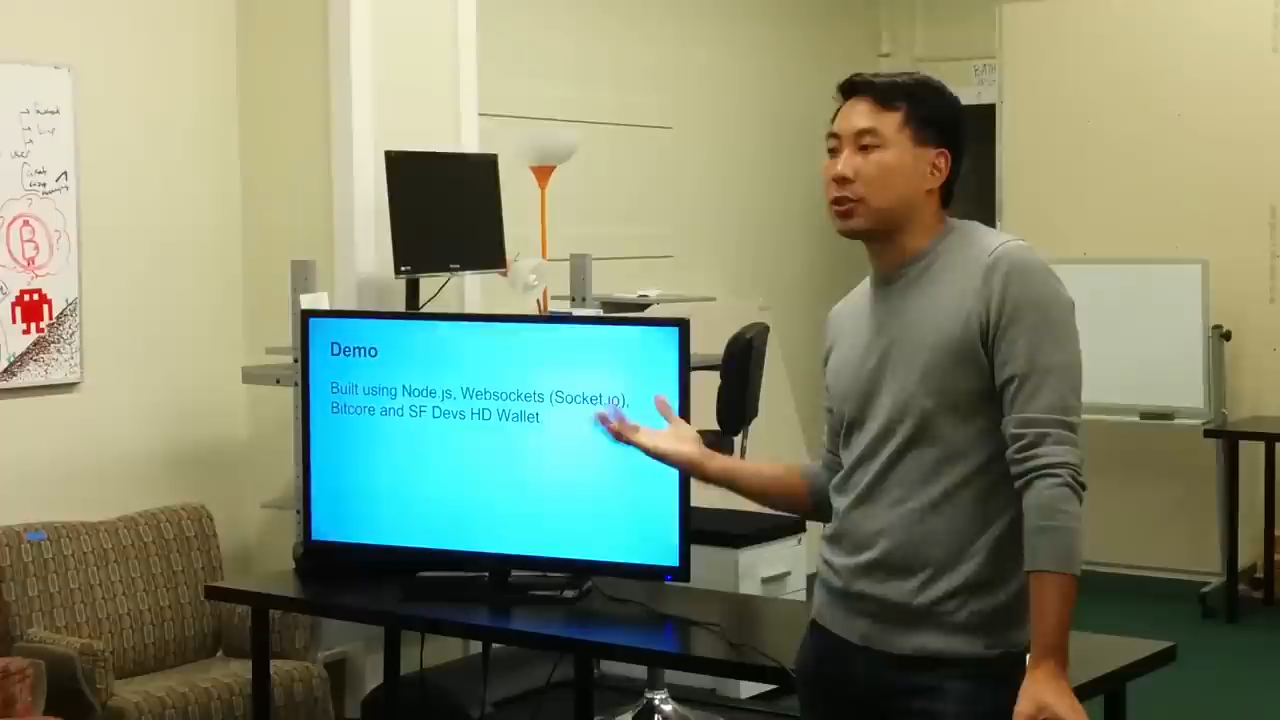 Demo
Built using Node.js, Websockets (Socket.io),
Bitcore and SF Devs HD Wallet
B